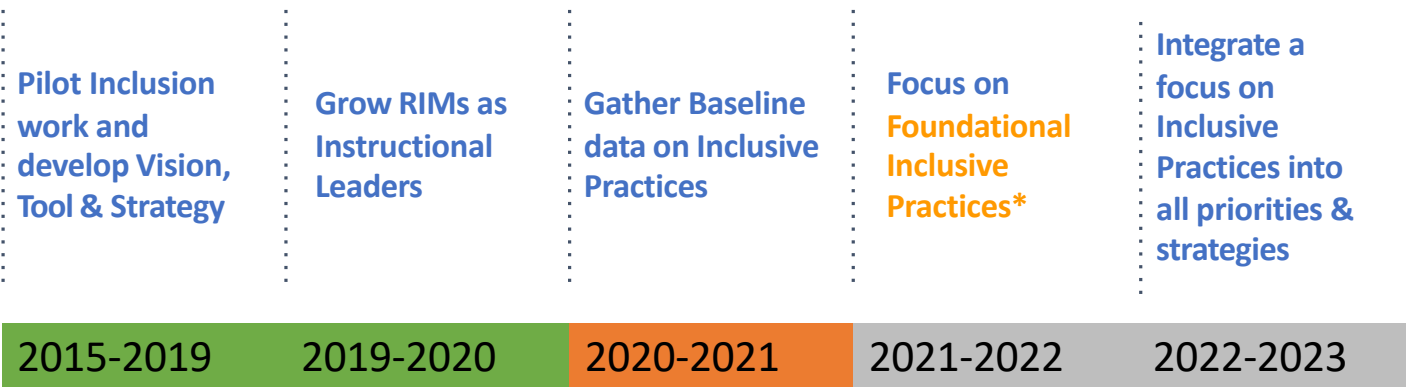 Pilot Inclusion
work and
develop Vision,
Tool & Strategy
Grow RIMs as
Instructional
Leaders
Gather Baseline
data on Inclusive
Practices
Focus on
Foundational
Inclusive
Practices*
Integrate a
focus on
Inclusive
Practices into
all priorities &
strategies
2015-2019
2019-2020
2020-2021
2021-2022
2022-2023